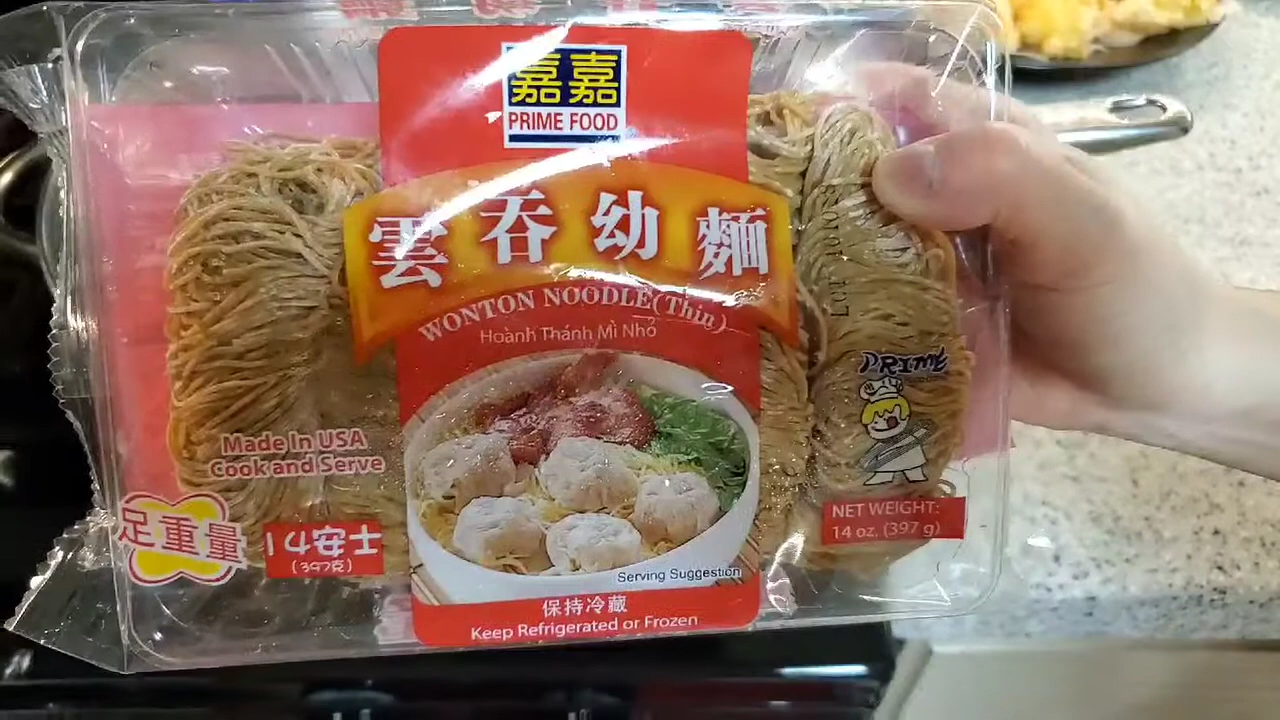 嘉嘉
PRIME FOOD
雲吞幼麵
WONTON NOODLE (Thin)
Hoành Thánh Mì Nhỏ
PRIME
Made In USA
Cook and Serve
足重量
14安士
(397克)
NET WEIGHT:
14 oz. (397 g)
Serving Suggestion
保持冷藏
Keep Refrigerated or Frozen